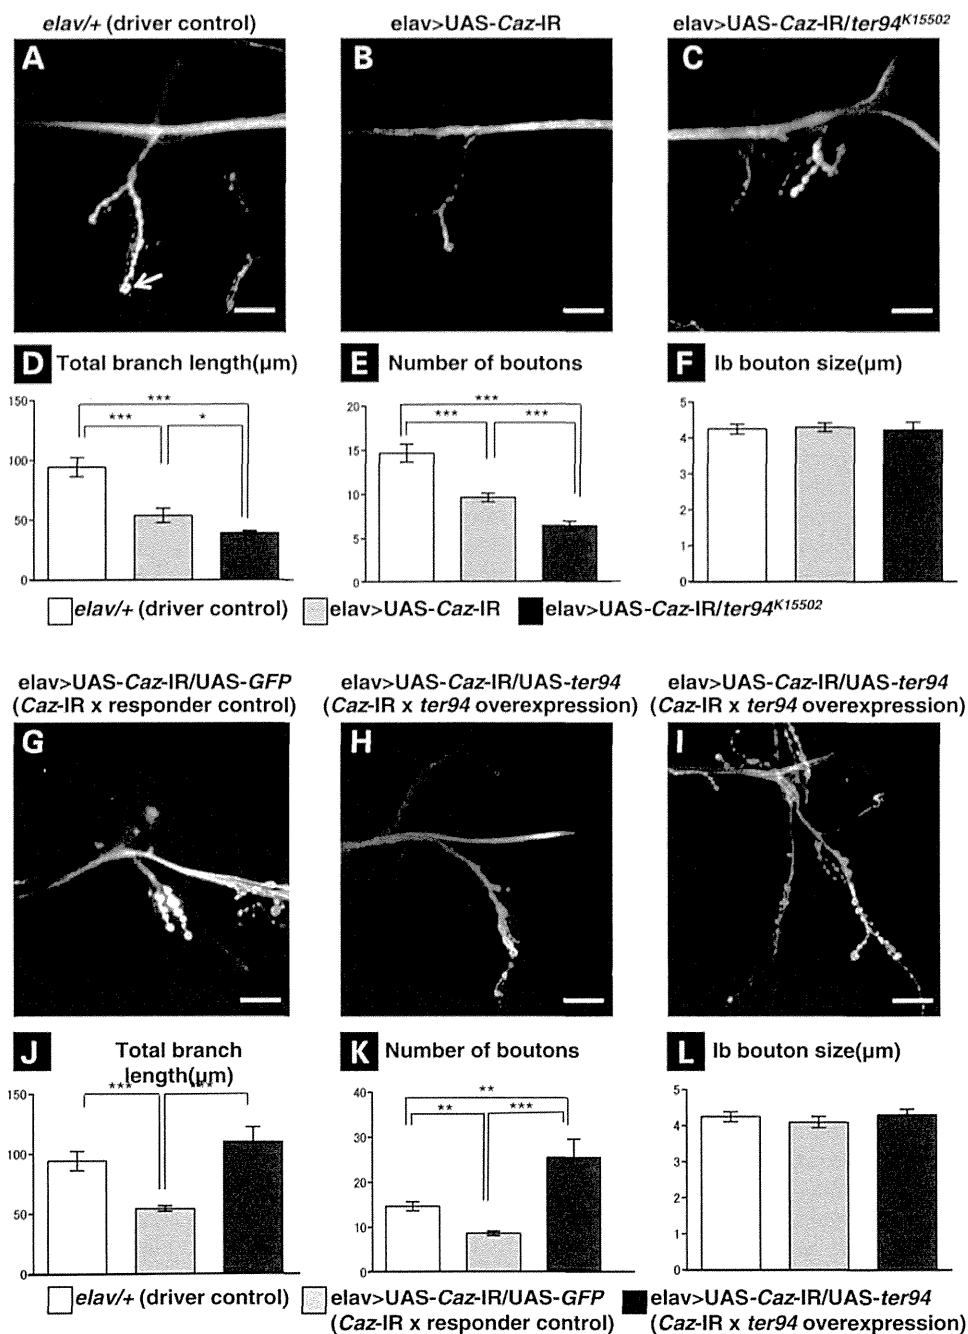 elav/+ (driver control) elav>UAS-Caz-IR elav>UAS-Caz-IR/ter94K15502
A B C
D Total branch length(µm) E Number of boutons F Ib bouton size(µm)
150
100
50
0
*** *** *
20
15
10
5
0
*** *** ***
5
4
3
2
1
0
elav/+ (driver control) elav>UAS-Caz-IR elav>UAS-Caz-IR/ter94K15502
elav>UAS-Caz-IR/UAS-GFP elav>UAS-Caz-IR/UAS-ter94 elav>UAS-Caz-IR/UAS-ter94
(Caz-IR x responder control) (Caz-IR x ter94 overexpression) (Caz-IR x ter94 overexpression)
G H I
J Total branch K Number of boutons L Ib bouton size(µm)
length(µm)
150
100
50
0
*** ***
40
30
20
10
0
** ** ***
5
4
3
2
1
0
elav/+ (driver control) elav>UAS-Caz-IR/UAS-GFP elav>UAS-Caz-IR/UAS-ter94
(Caz-IR x responder control) (Caz-IR x ter94 overexpression)